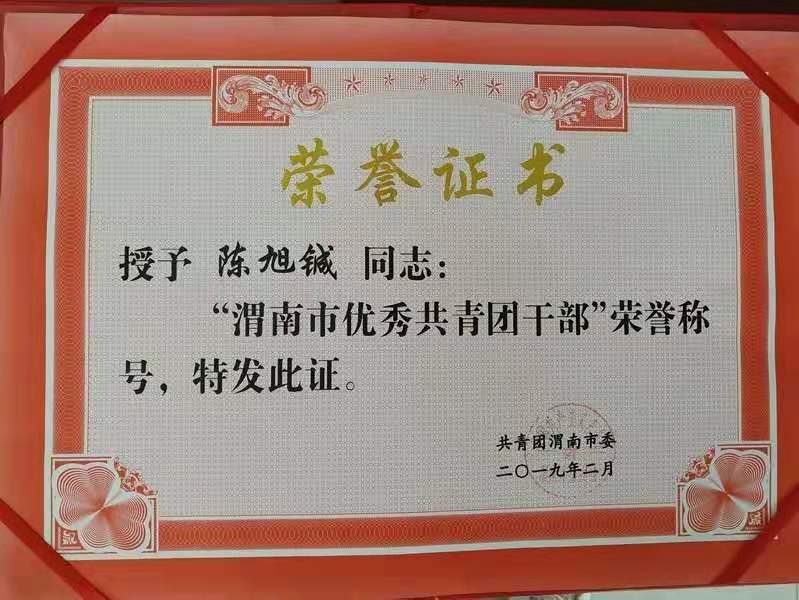 荣誉证书
授予 陈旭铖 同志：
“渭南市优秀共青团干部”荣誉称
号，特发此证。
共青团渭南市委
二〇一九年二月